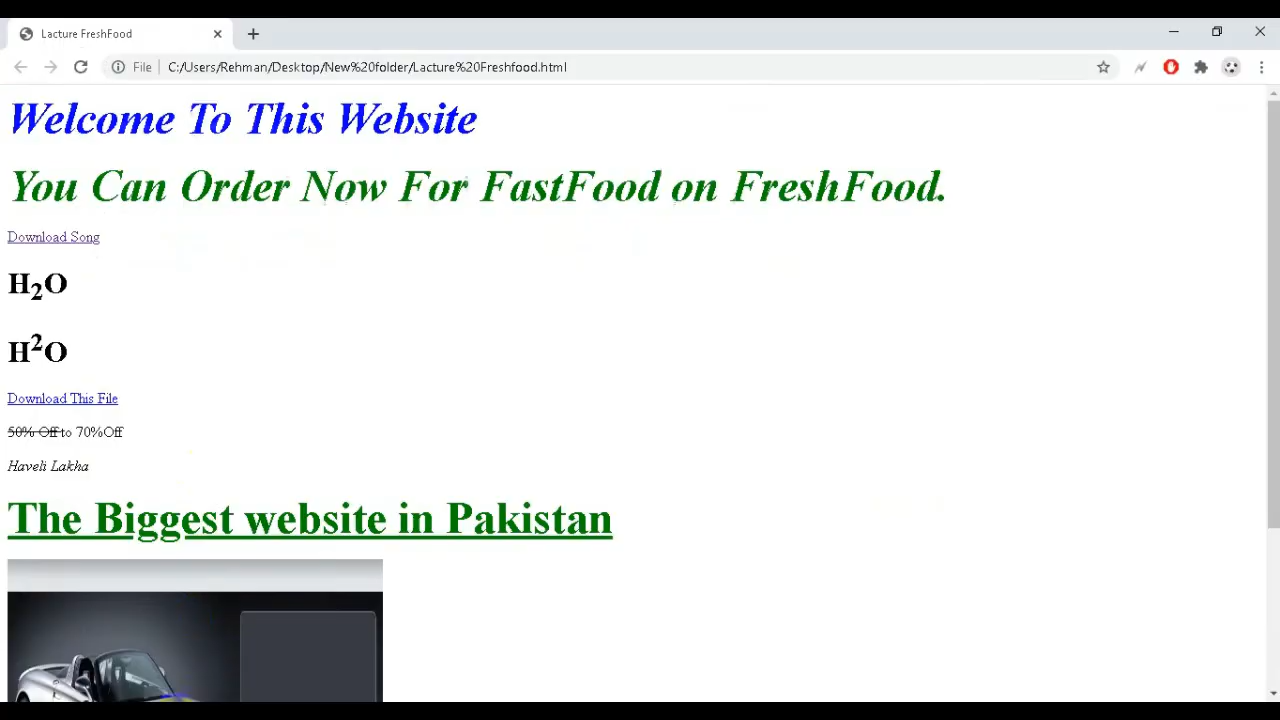 Lacture FreshFood
File C:/Users/Rehman/Desktop/New%20folder/Lacture%20Freshfood.html
Welcome To This Website
You Can Order Now For FastFood on FreshFood.
Download Song
H₂O
H²O
Download This File
50% Off to 70%Off
Haveli Lakha
The Biggest website in Pakistan